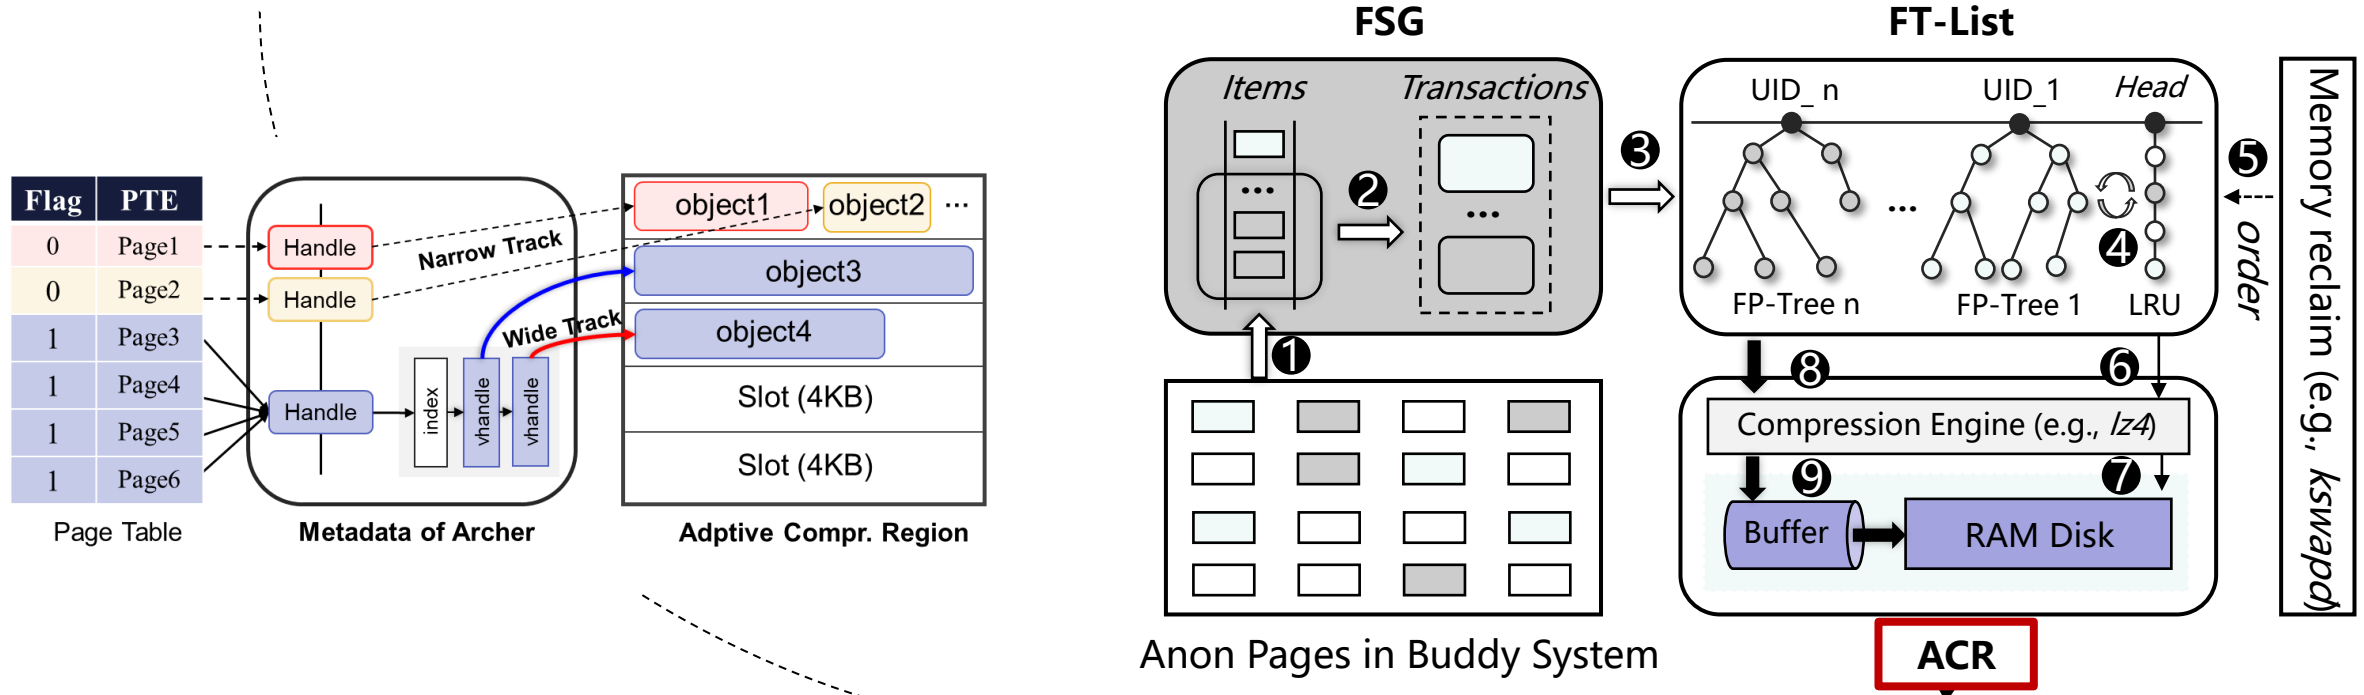 Flag PTE
0 Page1
0 Page2
1 Page3
1 Page4
1 Page5
1 Page6
Page Table
Handle
Handle
Handle
index
vhandle
vhandle
Metadata of Archer
Narrow Track
Wide Track
object1
object2
...
object3
object4
Slot (4KB)
Slot (4KB)
Adptive Compr. Region
FSG
Items
Transactions
...
...
1
2
3
Anon Pages in Buddy System
FT-List
UID_ n
UID_1
Head
...
4
FP-Tree n
FP-Tree 1
LRU
5
order
Memory reclaim (e.g., kswapd)
8
6
Compression Engine (e.g., lz4)
9
7
Buffer
RAM Disk
ACR